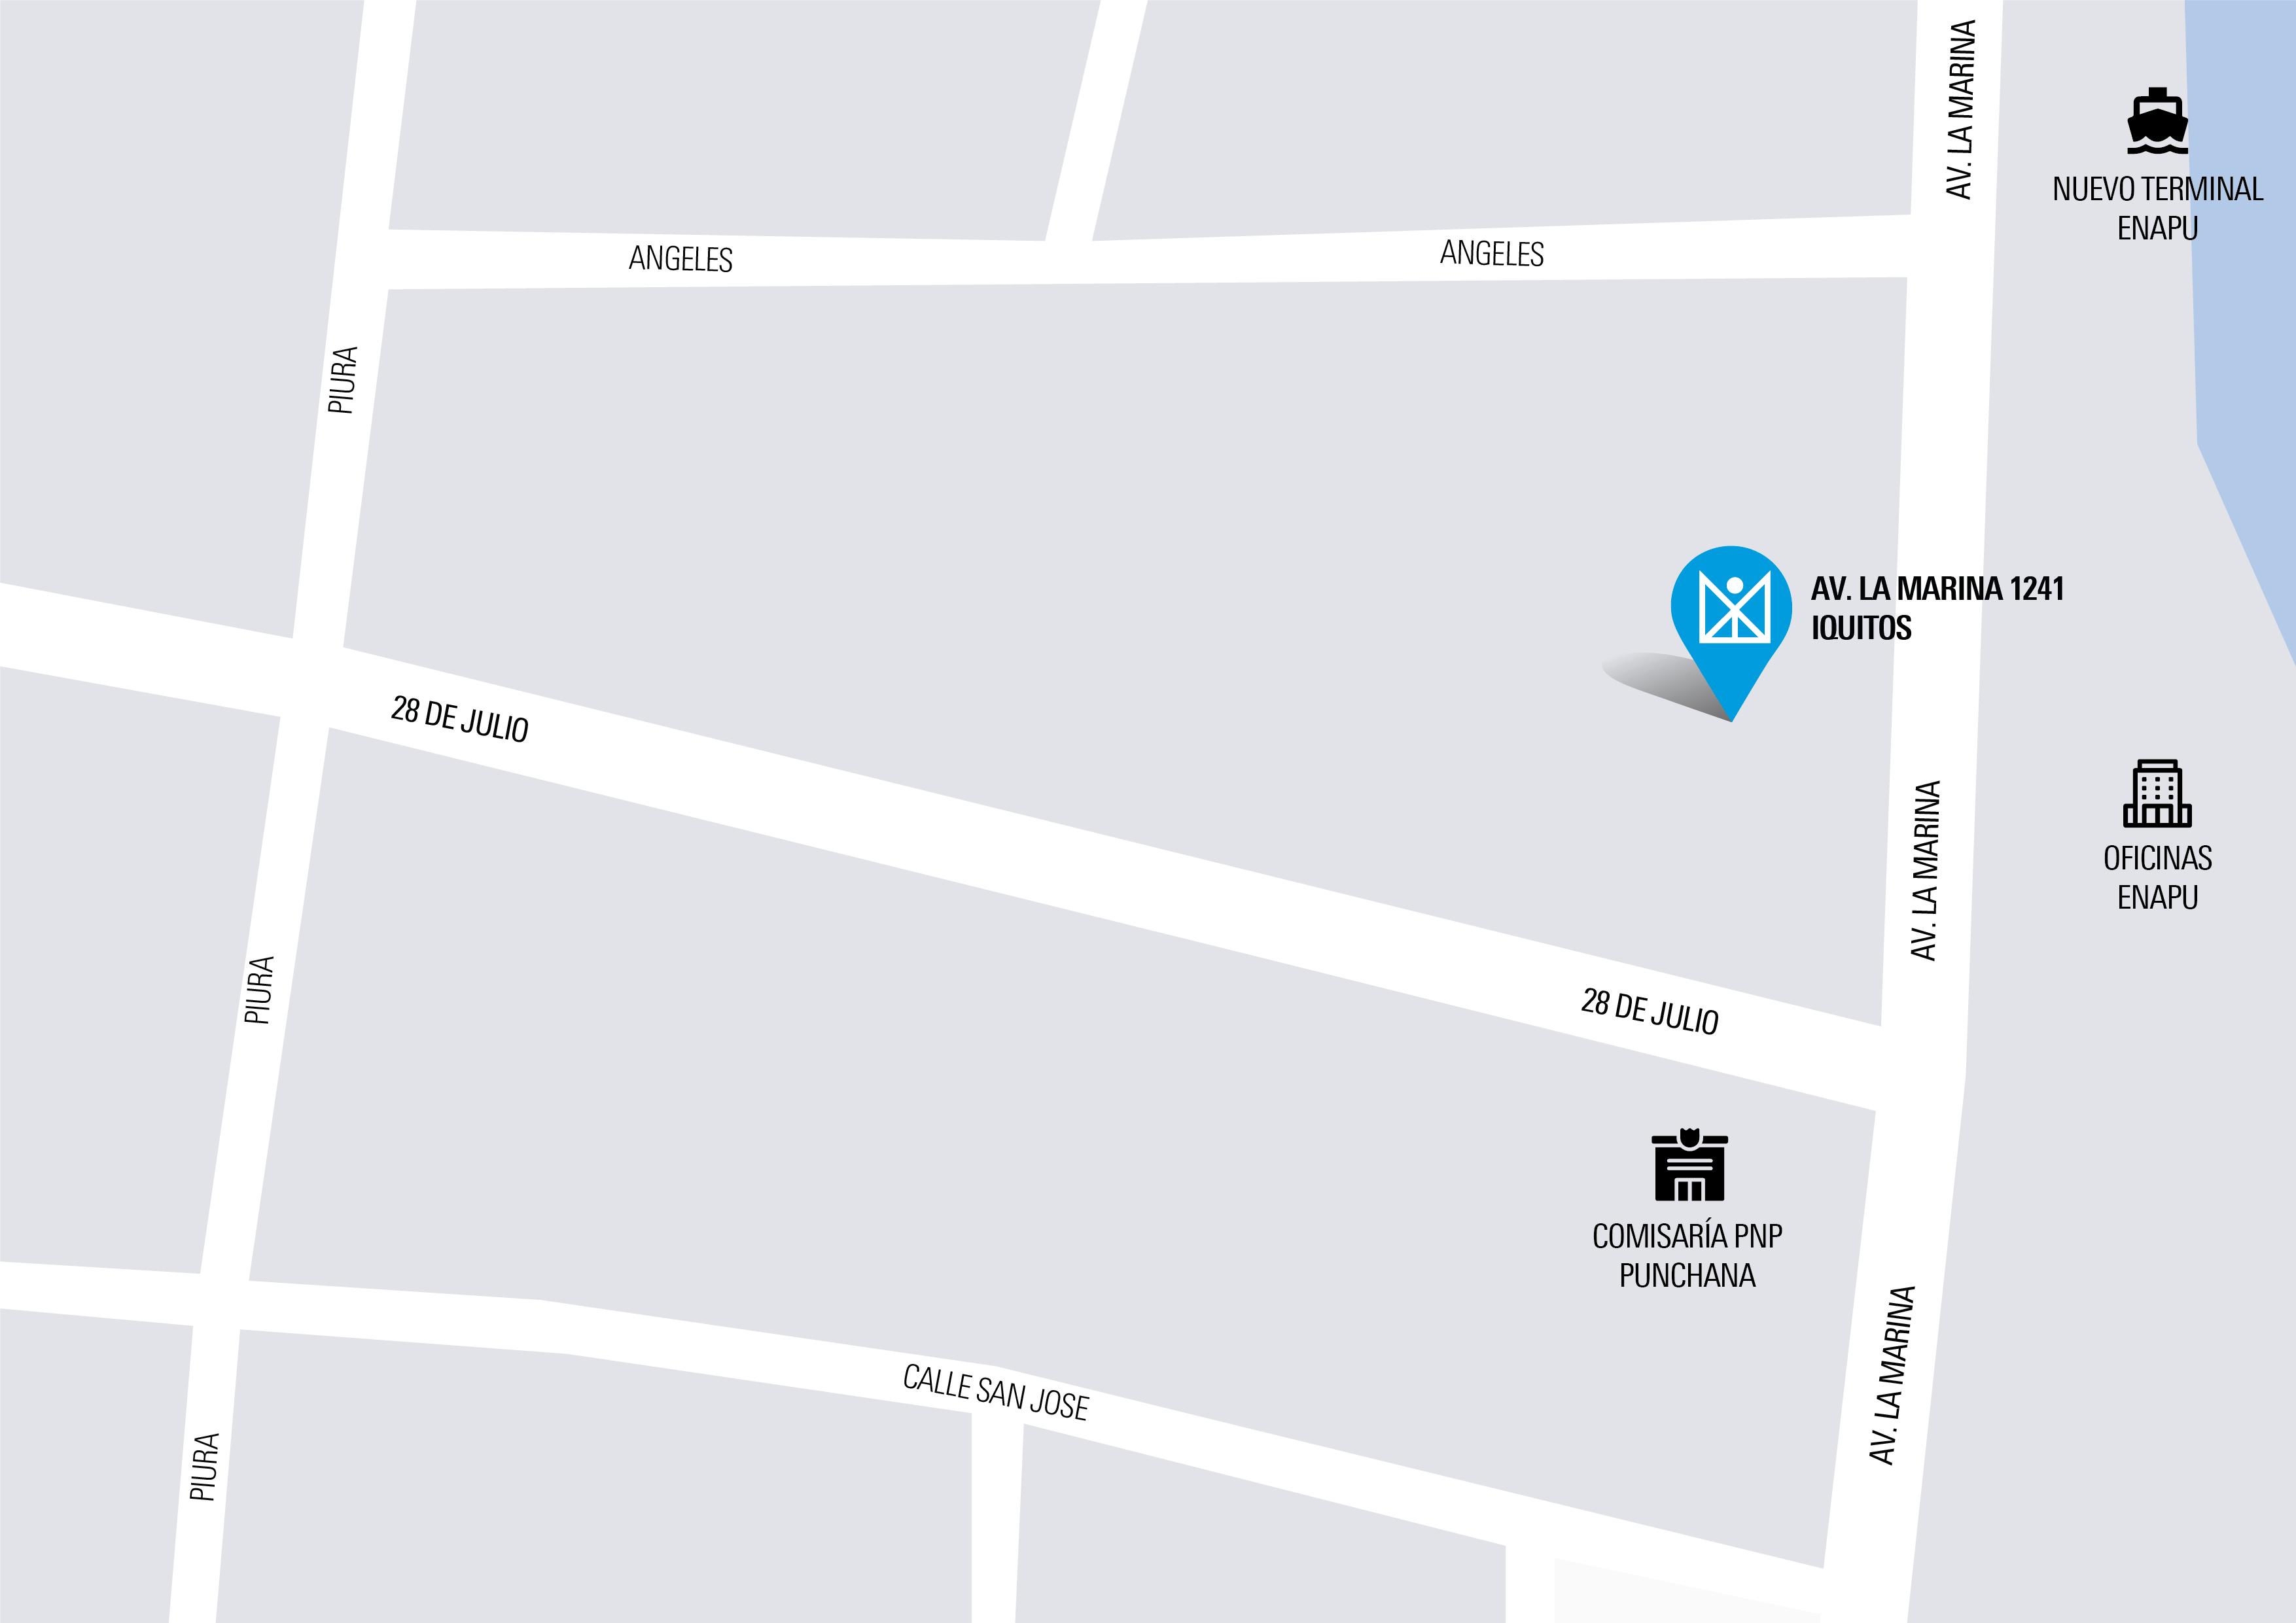 AV. LA MARINA
NUEVO TERMINAL
ENAPU
ANGELES
ANGELES
PIURA
AV. LA MARINA 1241
IQUITOS
28 DE JULIO
AV. LA MARINA
OFICINAS
ENAPU
PIURA
28 DE JULIO
COMISARÍA PNP
PUNCHANA
AV. LA MARINA
CALLE SAN JOSE
PIURA